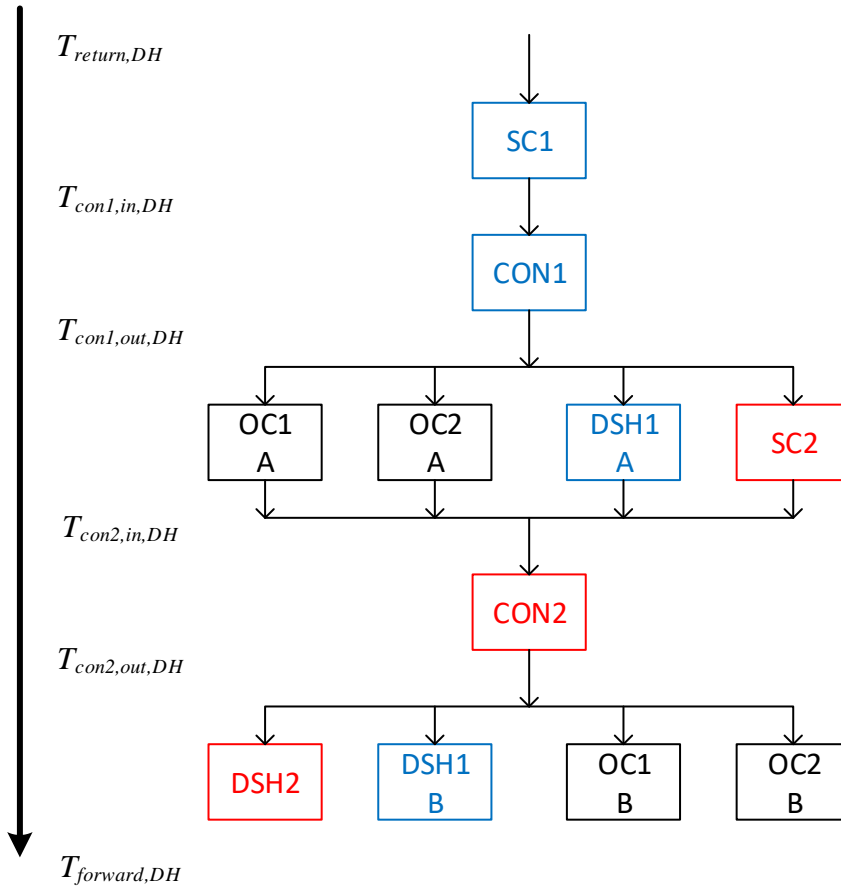 T_return,DH
SC1
T_con1,in,DH
CON1
T_con1,out,DH
OC1 A
OC2 A
DSH1 A
SC2
T_con2,in,DH
CON2
T_con2,out,DH
DSH2
DSH1 B
OC1 B
OC2 B
T_forward,DH